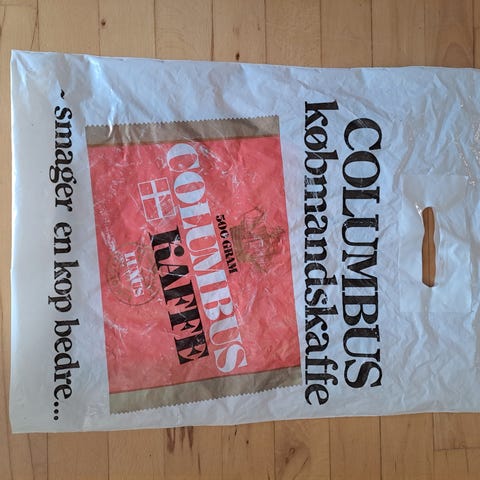 COLUMBUS
købmandskaffe
500 GRAM
COLUMBUS
KAFFE
- smager en kop bedre...